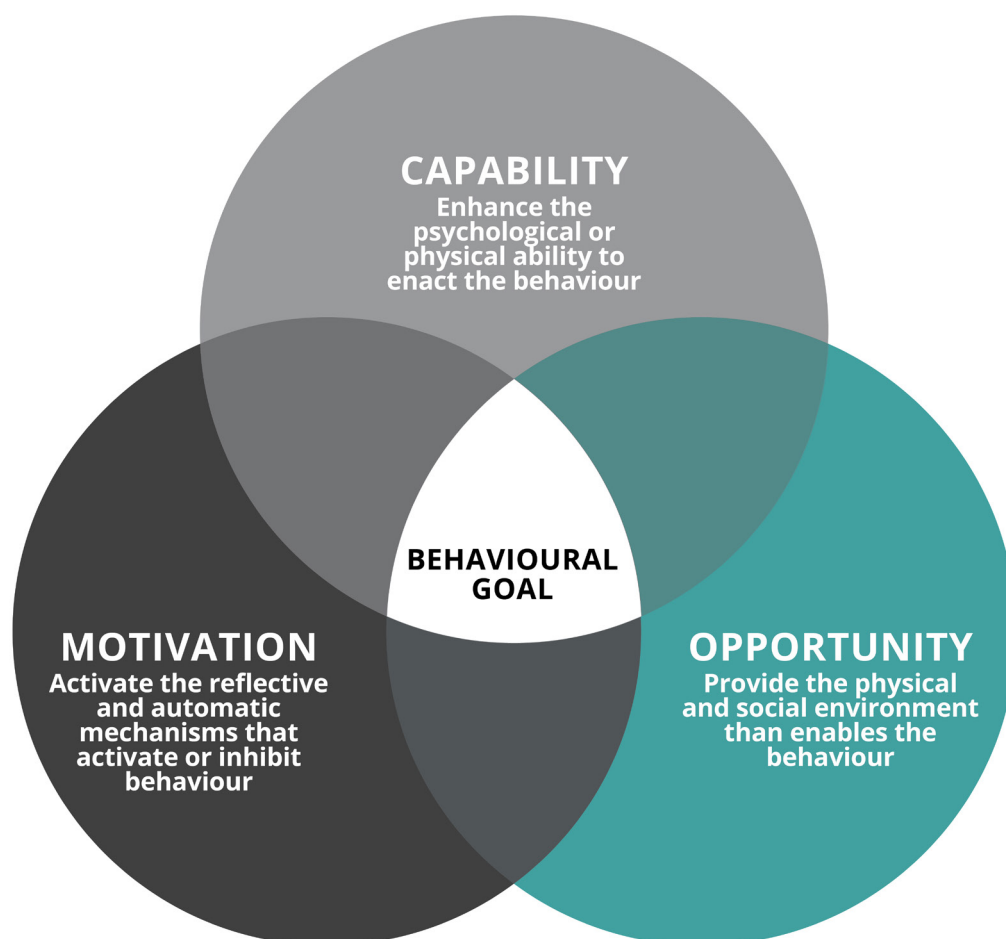 CAPABILITY
Enhance the
psychological or
physical ability to
enact the behaviour
BEHAVIOURAL
GOAL
MOTIVATION
Activate the reflective
and automatic
mechanisms that
activate or inhibit
behaviour
OPPORTUNITY
Provide the physical
and social environment
than enables the
behaviour